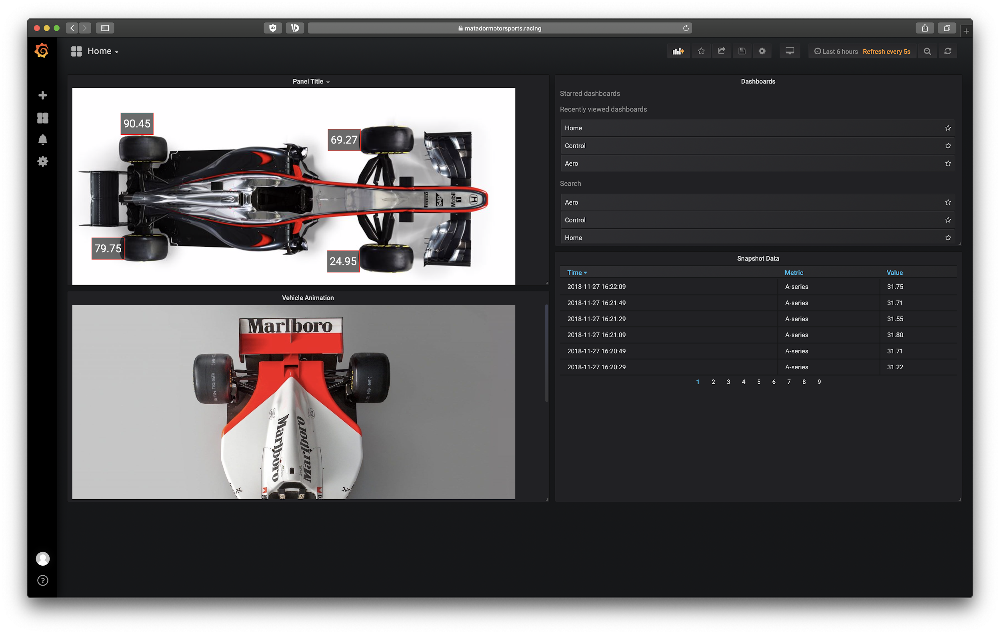 matadormotorsports.racing
Home
Last 6 hours Refresh every 5s
Panel Title
90.45
69.27
79.75
24.95
PIRELLI
SAP
Mobil
1
Vehicle Animation
Marlboro
Marlboro
Marlboro
Dashboards
Starred dashboards
Recently viewed dashboards
Home
Control
Aero
Search
Aero
Control
Home
Snapshot Data
Time Metric Value
2018-11-27 16:22:09 A-series 31.75
2018-11-27 16:21:49 A-series 31.71
2018-11-27 16:21:29 A-series 31.55
2018-11-27 16:21:09 A-series 31.80
2018-11-27 16:20:49 A-series 31.71
2018-11-27 16:20:29 A-series 31.22
1 2 3 4 5 6 7 8 9